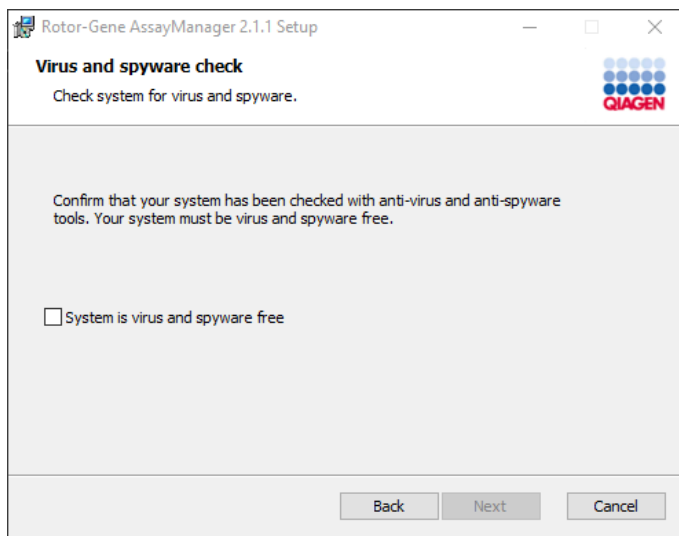 Rotor-Gene AssayManager 2.1.1 Setup
Virus and spyware check
Check system for virus and spyware.
QIAGEN
Confirm that your system has been checked with anti-virus and anti-spyware
tools. Your system must be virus and spyware free.
System is virus and spyware free
Back Next Cancel